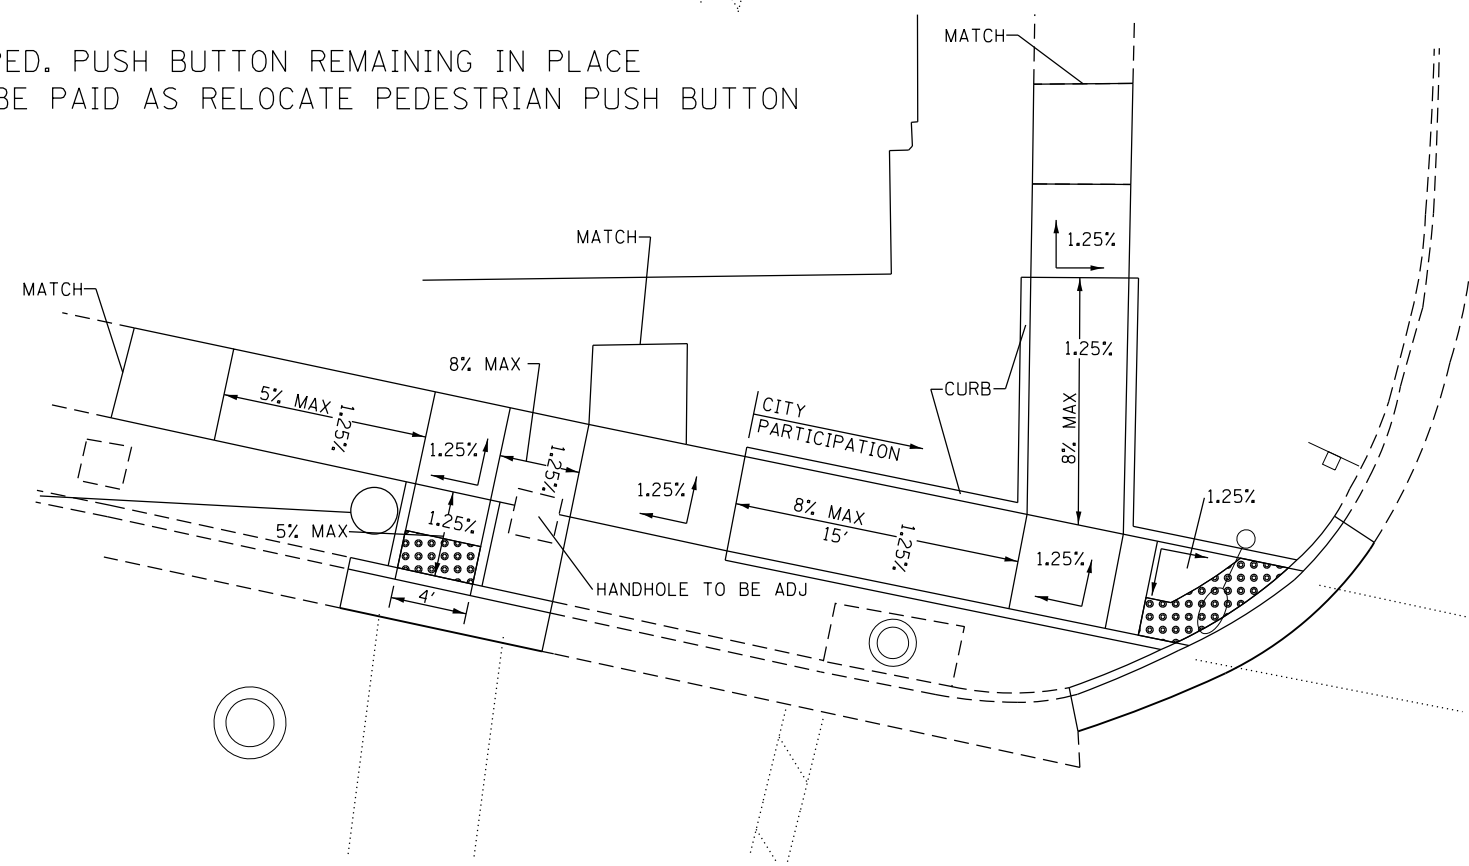 PED. PUSH BUTTON REMAINING IN PLACE
BE PAID AS RELOCATE PEDESTRIAN PUSH BUTTON
MATCH
MATCH
MATCH
1.25%
1.25%
8% MAX
CURB
8% MAX
5% MAX
1.25%
1.25%
1.25%
CITY
PARTICIPATION
1.25%
8% MAX
15'
1.25%
1.25%
1.25%
5% MAX
1.25%
4'
HANDHOLE TO BE ADJ